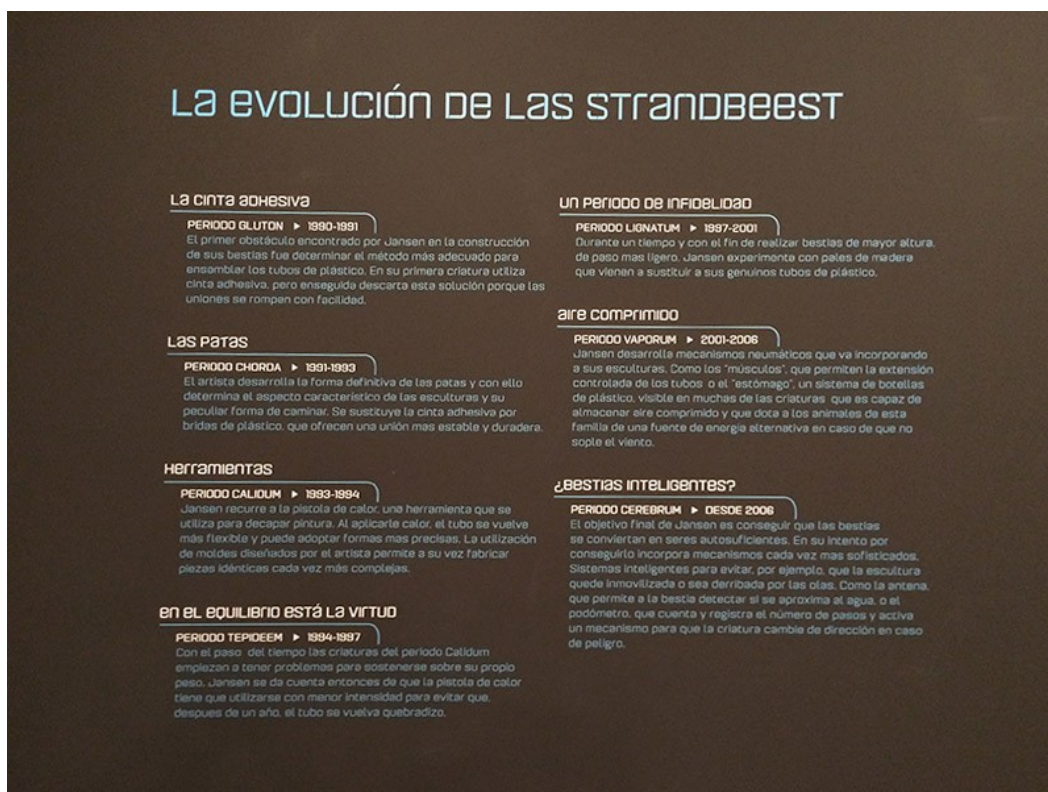 La evolución de las Strandbeest
La cinta adhesiva
PERIODO GLUTON ▸ 1990-1991
El primer obstáculo encontrado por Jansen en la construcción
de sus bestias fue determinar el método más adecuado para
ensamblar los tubos de plástico. En su primera criatura utiliza
cinta adhesiva, pero enseguida descarta esta solución porque las
uniones se rompen con facilidad.
Las patas
PERIODO CHORDA ▸ 1991-1993
El artista desarrolla la forma definitiva de las patas y con ello
determina el aspecto característico de las esculturas y su
peculiar forma de caminar. Se sustituye la cinta adhesiva por
bridas de plástico, que ofrecen una unión mas estable y duradera.
Herramientas
PERIODO CALIDUM ▸ 1993-1994
Jansen recurre a la pistola de calor, una herramienta que se
utiliza para decapar pintura. Al aplicarle calor, el tubo se vuelve
más flexible y puede adoptar formas mas precisas. La utilización
de moldes diseñados por el artista permite a su vez fabricar
piezas idénticas cada vez más complejas.
En el equilibrio está la virtud
PERIODO TEPIDEEM ▸ 1994-1997
Con el paso del tiempo las criaturas del periodo Calidum
empiezan a tener problemas para sostenerse sobre su propio
peso. Jansen se da cuenta entonces de que la pistola de calor
tiene que utilizarse con menor intensidad para evitar que,
despues de un año, el tubo se vuelva quebradizo.
Un periodo de infidelidad
PERIODO LIGNATUM ▸ 1997-2001
Durante un tiempo y con el fin de realizar bestias de mayor altura,
de paso mas ligero, Jansen experimenta con pales de madera
que vienen a sustituir a sus genuinos tubos de plástico.
Aire comprimido
PERIODO VAPORUM ▸ 2001-2006
Jansen desarrolla mecanismos neumáticos que va incorporando
a sus esculturas. Como los "músculos", que permiten la extensión
controlada de los tubos o el "estómago", un sistema de botellas
de plástico, visible en muchas de las criaturas que es capaz de
almacenar aire comprimido y que dota a los animales de esta
familia de una fuente de energía alternativa en caso de que no
sople el viento.
¿Bestias inteligentes?
PERIODO CEREBRUM ▸ DESDE 2006
El objetivo final de Jansen es conseguir que las bestias
se conviertan en seres autosuficientes. En su intento por
conseguirlo incorpora mecanismos cada vez mas sofisticados.
Sistemas inteligentes para evitar, por ejemplo, que la escultura
quede inmovilizada o sea derribada por las olas. Como la antena,
que permite a la bestia detectar si se aproxima al agua, o el
podómetro, que cuenta y registra el número de pasos y activa
un mecanismo para que la criatura cambie de dirección en caso
de peligro.